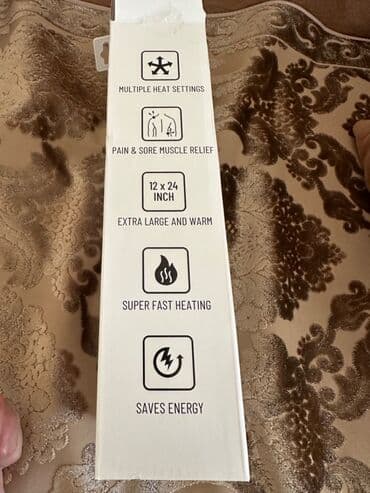 MULTIPLE HEAT SETTINGS
PAIN & SORE MUSCLE RELIEF
12 x 24
INCH
EXTRA LARGE AND WARM
SUPER FAST HEATING
SAVES ENERGY